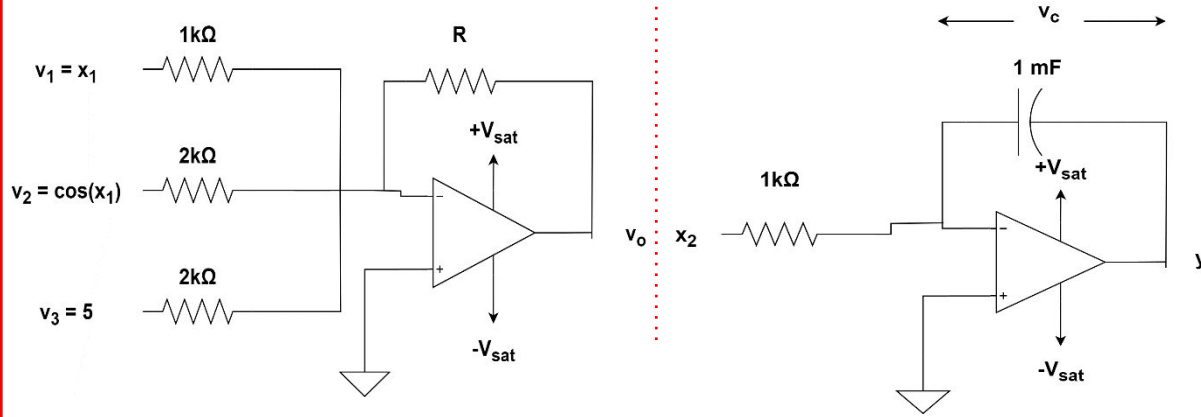 1kΩ
v₁ = x₁
R
+Vsat
2kΩ
v₂ = cos(x₁)
−
+
vₒ
2kΩ
v₃ = 5
-Vsat
v꜀
1 mF
+Vsat
1kΩ
x₂
−
+
y
-Vsat